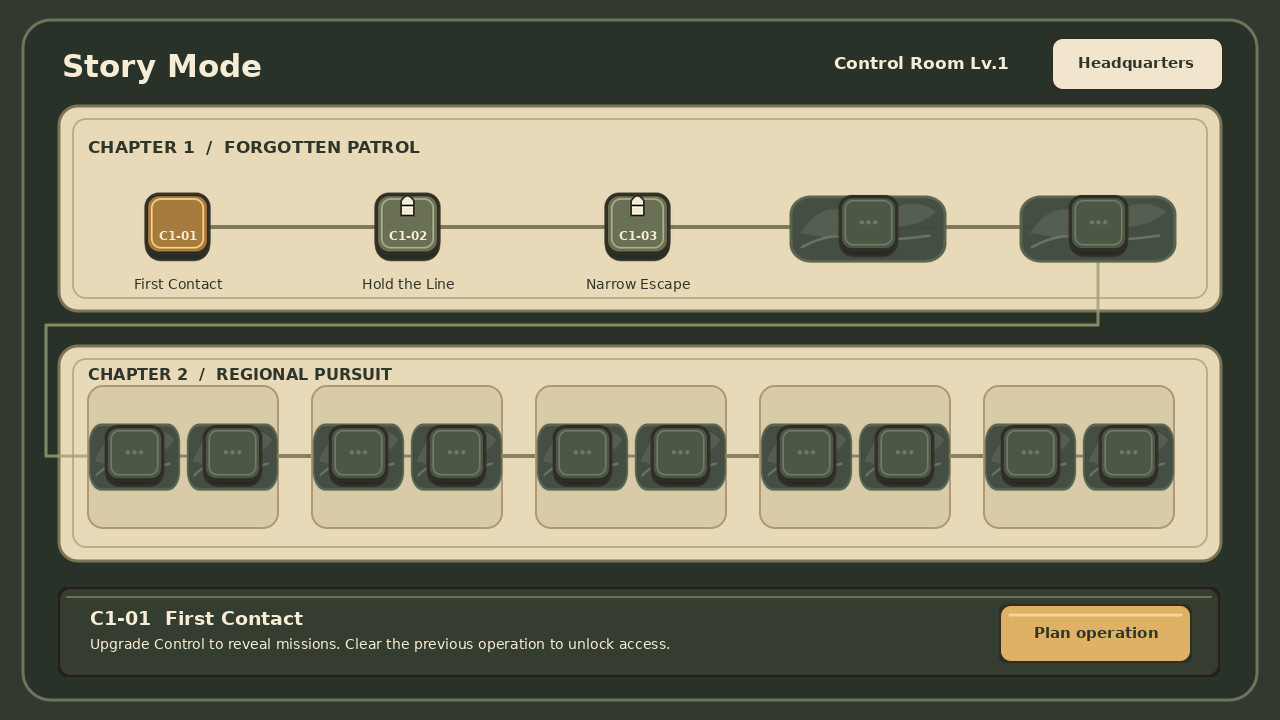 Story Mode
Control Room Lv.1
Headquarters
CHAPTER 1 / FORGOTTEN PATROL
C1-01
C1-02
C1-03
First Contact
Hold the Line
Narrow Escape
CHAPTER 2 / REGIONAL PURSUIT
C1-01 First Contact
Upgrade Control to reveal missions. Clear the previous operation to unlock access.
Plan operation